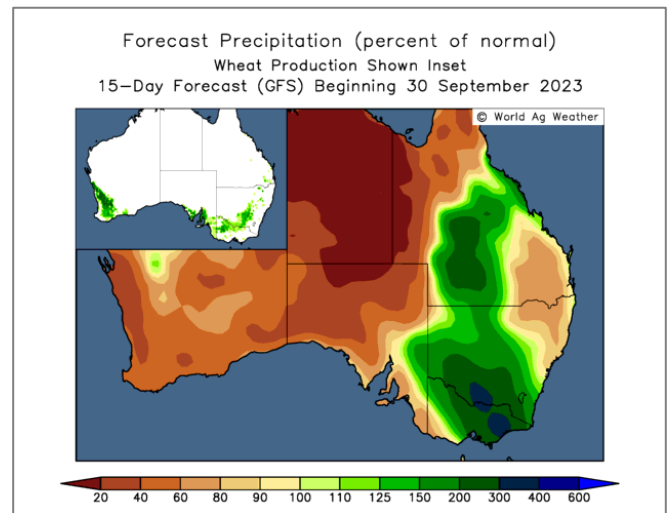 Forecast Precipitation (percent of normal)
Wheat Production Shown Inset
15-Day Forecast (GFS) Beginning 30 September 2023
© World Ag Weather
20 40 60 80 90 100 110 125 150 200 300 400 600